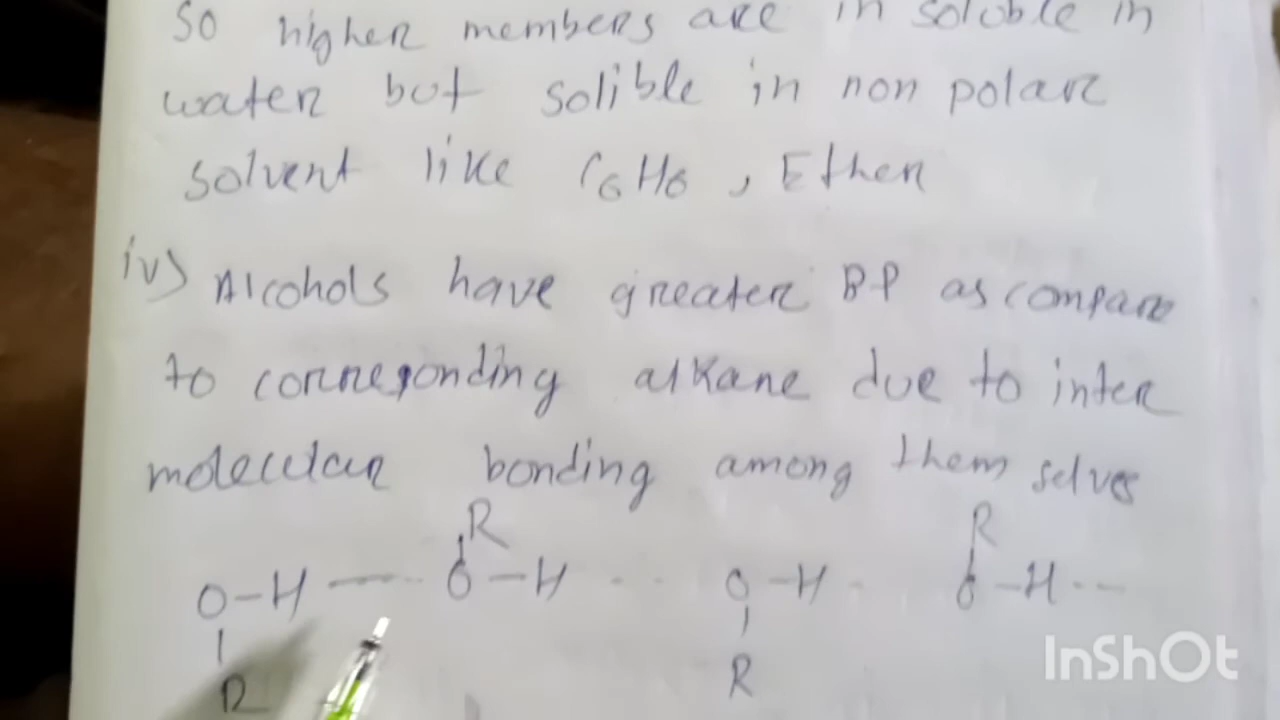 So higher members are in soluble in
water but solible in non polar
solvent like C6H6, Ether
iv) Alcohols have greater B.P as compare
to corresponding alkane due to inter
molecular bonding among them selves
R R
O-H — ·· O-H ·· O-H · O-H ---
R R
InShOt